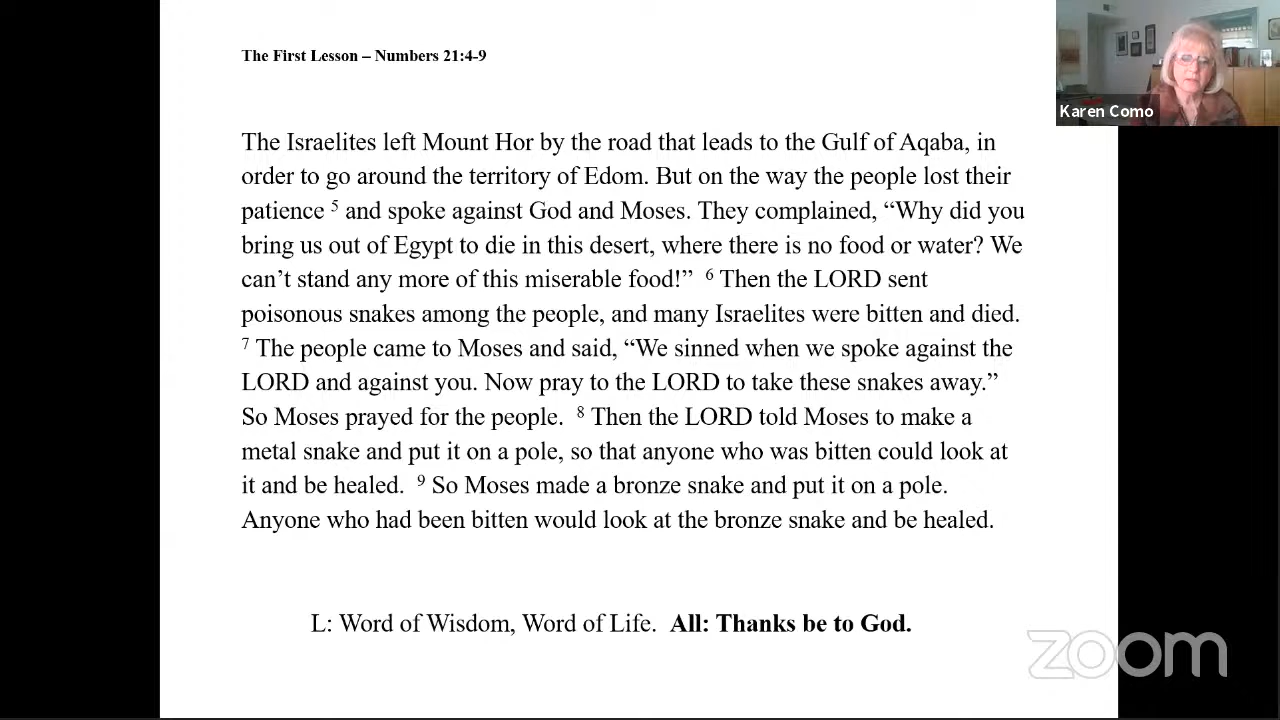 The First Lesson – Numbers 21:4-9
Karen Como
The Israelites left Mount Hor by the road that leads to the Gulf of Aqaba, in
order to go around the territory of Edom. But on the way the people lost their
patience ⁵ and spoke against God and Moses. They complained, “Why did you
bring us out of Egypt to die in this desert, where there is no food or water? We
can’t stand any more of this miserable food!” ⁶ Then the LORD sent
poisonous snakes among the people, and many Israelites were bitten and died.
⁷ The people came to Moses and said, “We sinned when we spoke against the
LORD and against you. Now pray to the LORD to take these snakes away.”
So Moses prayed for the people. ⁸ Then the LORD told Moses to make a
metal snake and put it on a pole, so that anyone who was bitten could look at
it and be healed. ⁹ So Moses made a bronze snake and put it on a pole.
Anyone who had been bitten would look at the bronze snake and be healed.
L: Word of Wisdom, Word of Life. All: Thanks be to God.
zoom